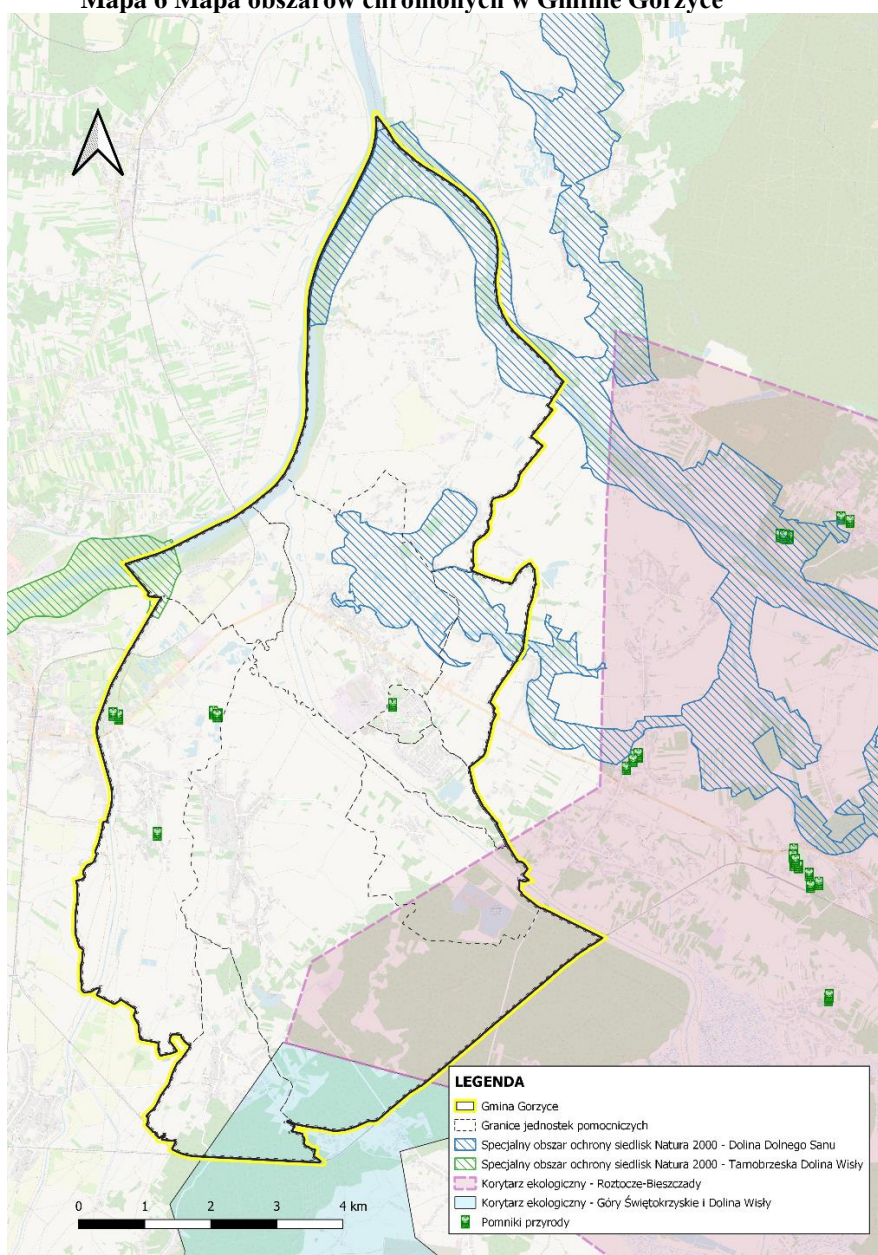 Mapa 6 Mapa obszarów chronionych w Gminie Gorzyce
LEGENDA
Gmina Gorzyce
Granice jednostek pomocniczych
Specjalny obszar ochrony siedlisk Natura 2000 - Dolina Dolnego Sanu
Specjalny obszar ochrony siedlisk Natura 2000 - Tarnobrzeska Dolina Wisły
Korytarz ekologiczny - Roztocze-Bieszczady
Korytarz ekologiczny - Góry Świętokrzyskie i Dolina Wisły
Pomniki przyrody
0 1 2 3 4 km